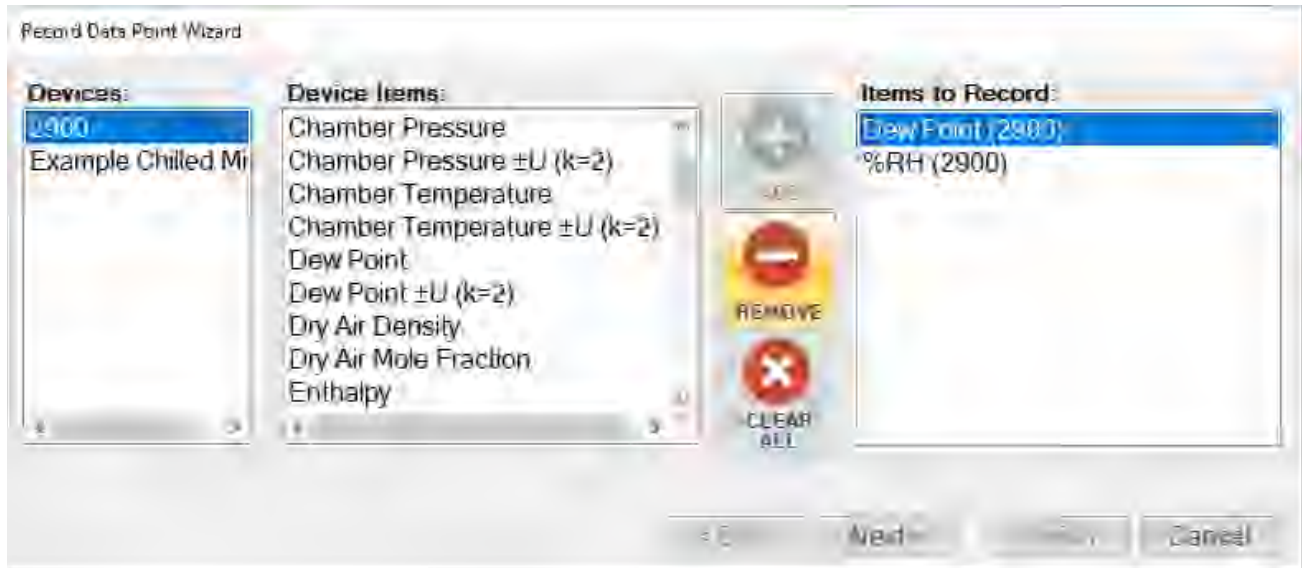 Record Data Point Wizard
Devices:
2900
Example Chilled Mi
Device Items:
Chamber Pressure
Chamber Pressure ±U (k=2)
Chamber Temperature
Chamber Temperature ±U (k=2)
Dew Point
Dew Point ±U (k=2)
Dry Air Density
Dry Air Mole Fraction
Enthalpy
REMOVE
CLEAR
ALL
Items to Record:
Dew Point (2900)
%RH (2900)
Next >
Cancel